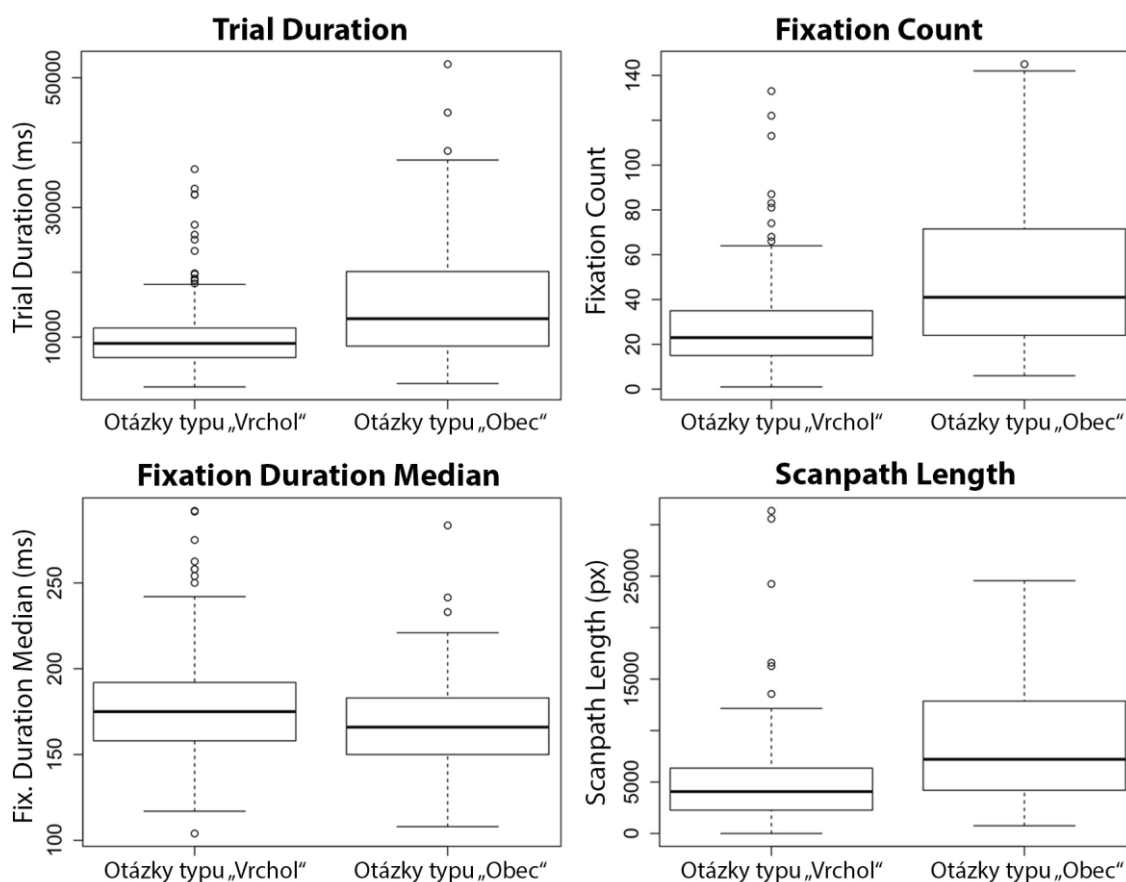 Trial Duration
Trial Duration (ms)
50000
30000
10000
Otázky typu „Vrchol“ Otázky typu „Obec“
Fixation Count
Fixation Count
140
100
80
60
40
20
0
Otázky typu „Vrchol“ Otázky typu „Obec“
Fixation Duration Median
Fix. Duration Median (ms)
250
200
150
100
Otázky typu „Vrchol“ Otázky typu „Obec“
Scanpath Length
Scanpath Length (px)
25000
15000
5000
0
Otázky typu „Vrchol“ Otázky typu „Obec“